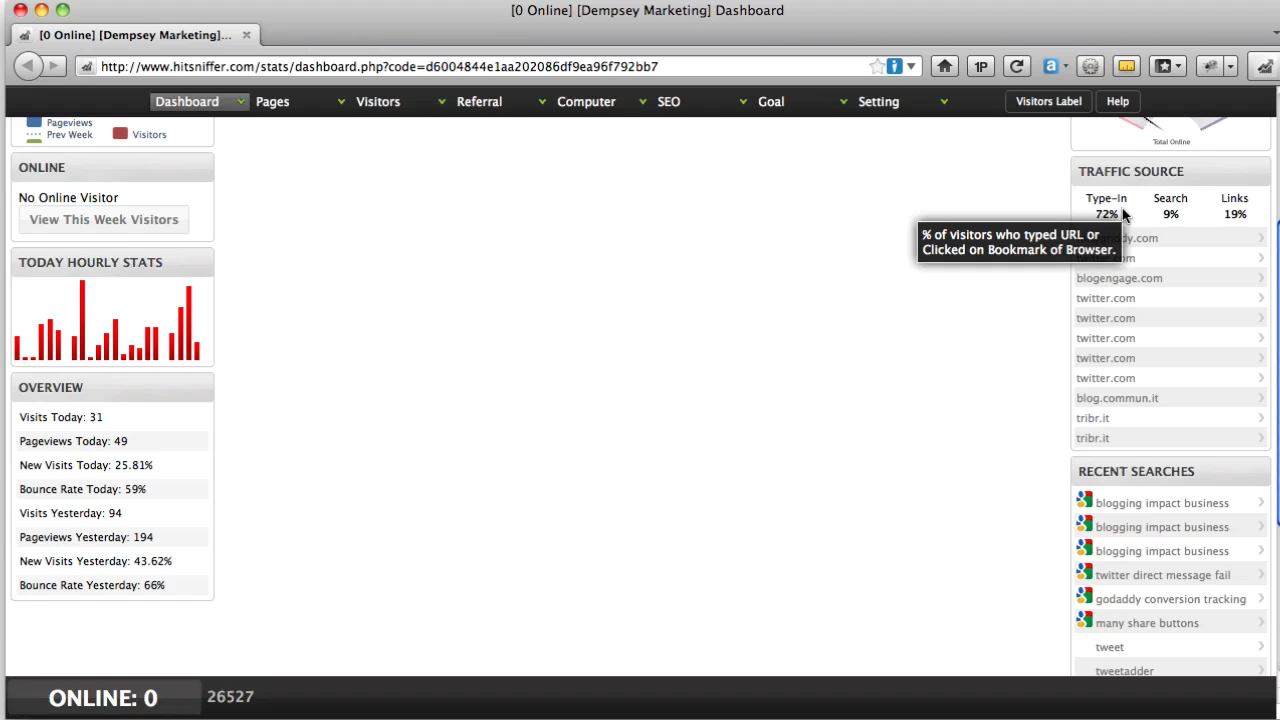 [0 Online] [Dempsey Marketing] Dashboard
[0 Online] [Dempsey Marketing]...
http://www.hitsniffer.com/stats/dashboard.php?code=d6004844e1aa202086df9ea96f792bb7
1P
Dashboard
Pages
Visitors
Referral
Computer
SEO
Goal
Setting
Visitors Label
Help
Pageviews
Prev Week
Visitors
ONLINE
No Online Visitor
View This Week Visitors
TODAY HOURLY STATS
OVERVIEW
Visits Today: 31
Pageviews Today: 49
New Visits Today: 25.81%
Bounce Rate Today: 59%
Visits Yesterday: 94
Pageviews Yesterday: 194
New Visits Yesterday: 43.62%
Bounce Rate Yesterday: 66%
Total Online
TRAFFIC SOURCE
Type-In Search Links
72% 9% 19%
% of visitors who typed URL or
Clicked on Bookmark of Browser.
blogengage.com
twitter.com
twitter.com
twitter.com
twitter.com
twitter.com
blog.commun.it
tribr.it
tribr.it
RECENT SEARCHES
blogging impact business
blogging impact business
blogging impact business
twitter direct message fail
godaddy conversion tracking
many share buttons
tweet
tweetadder
ONLINE: 0
26527